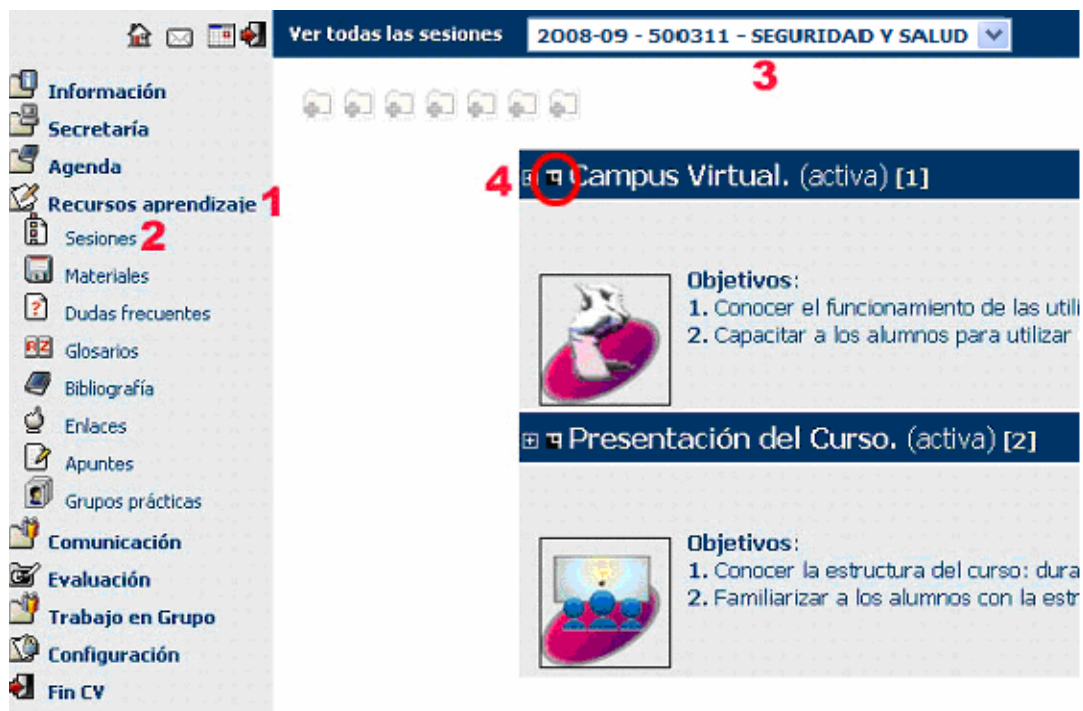 Ver todas las sesiones 2008-09 - 500311 - SEGURIDAD Y SALUD
3
Información
Secretaría
Agenda
Recursos aprendizaje 1
Sesiones 2
Materiales
Dudas frecuentes
Glosarios
Bibliografía
Enlaces
Apuntes
Grupos prácticas
Comunicación
Evaluación
Trabajo en Grupo
Configuración
Fin CV
4 Campus Virtual. (activa) [1]
Objetivos:
1. Conocer el funcionamiento de las utili
2. Capacitar a los alumnos para utilizar
Presentación del Curso. (activa) [2]
Objetivos:
1. Conocer la estructura del curso: dura
2. Familiarizar a los alumnos con la estr